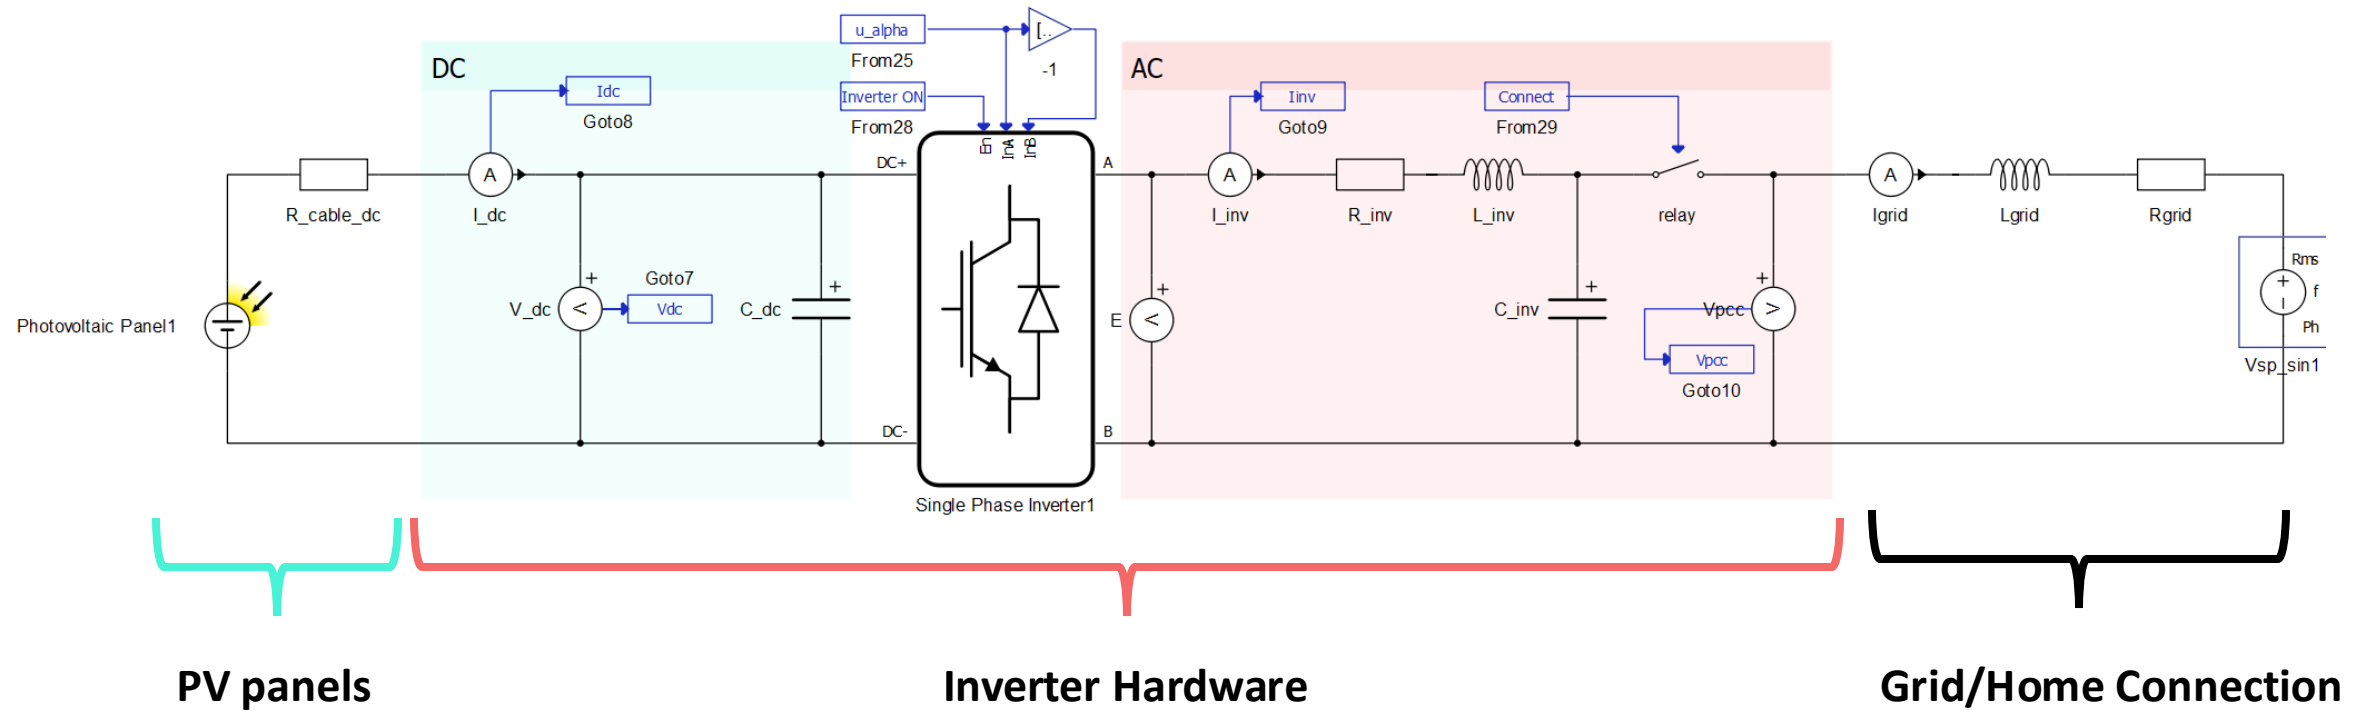 u_alpha
From25
[..
-1
DC
AC
Idc
Goto8
Inverter ON
From28
Iinv
Goto9
Connect
From29
En
InA
InB
DC+
A
A
A
A
R_cable_dc
I_dc
I_inv
R_inv
L_inv
relay
Igrid
Lgrid
Rgrid
+
Goto7
V_dc
Vdc
C_dc
+
+
E
+
C_inv
+
Vpcc
Vpcc
Goto10
Rms
f
Ph
+
Vsp_sin1
Photovoltaic Panel1
DC-
B
Single Phase Inverter1
PV panels
Inverter Hardware
Grid/Home Connection